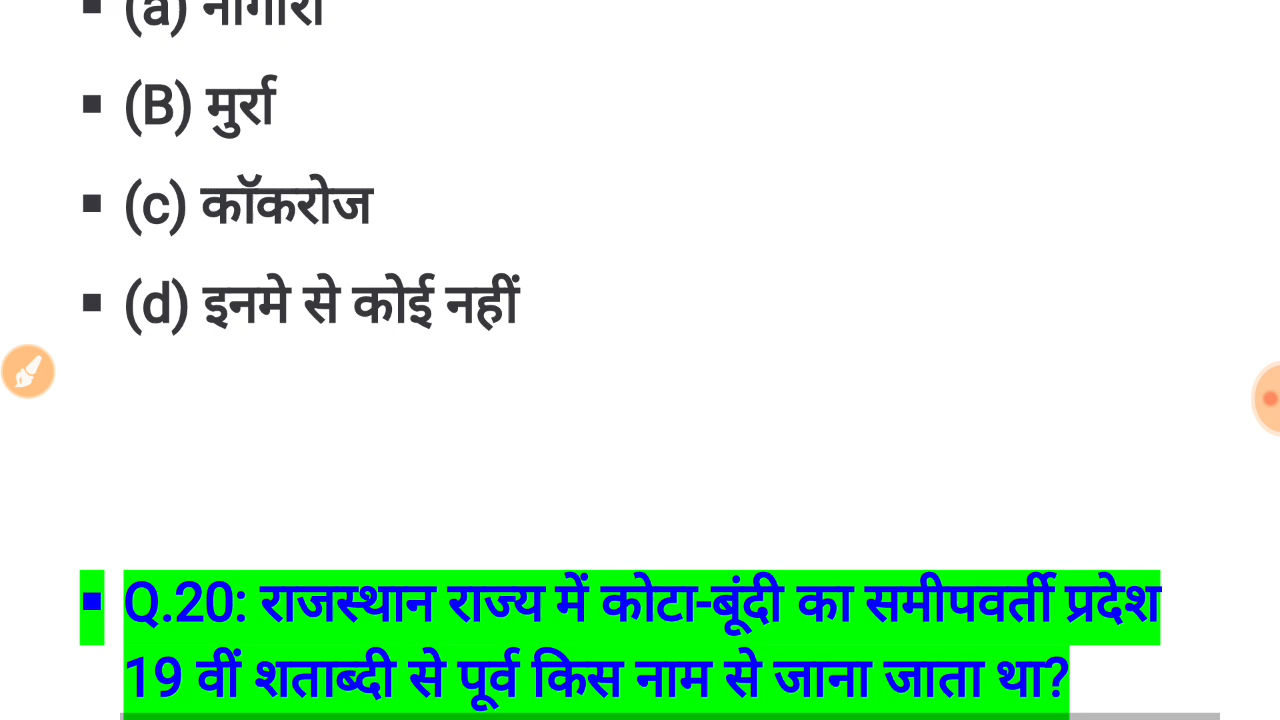 (a) नागौरी
(B) मुर्रा
(c) कॉकरोज
(d) इनमे से कोई नहीं
Q.20: राजस्थान राज्य में कोटा-बूंदी का समीपवर्ती प्रदेश
19 वीं शताब्दी से पूर्व किस नाम से जाना जाता था?